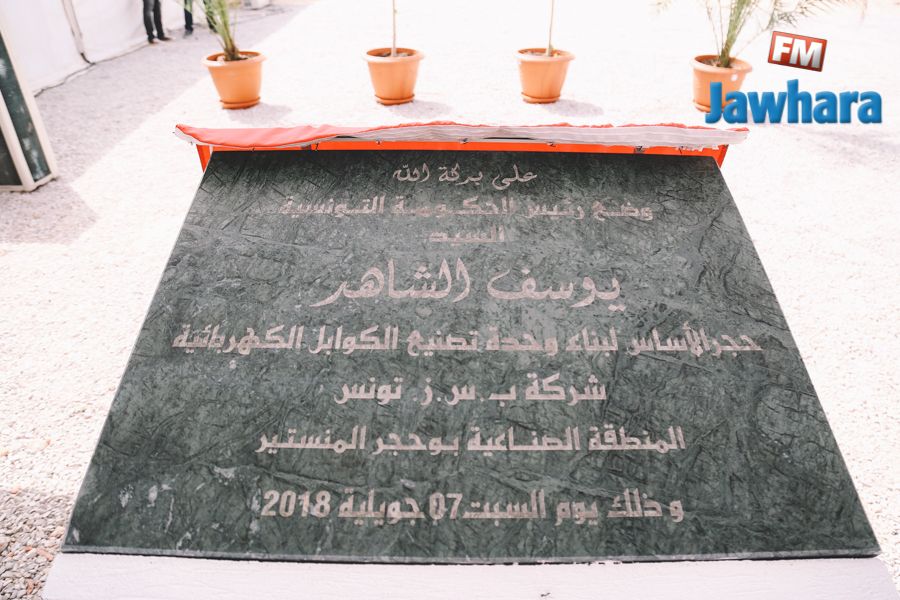 FM
Jawhara
على بركة الله
وضع رئيس الحكومة التونسية
السيد
يوسف الشاهد
حجر الأساس لبناء وحدة تصنيع الكوابل الكهربائية
شركة ب.س.ز. تونس
المنطقة الصناعية بوحجر المنستير
وذلك يوم السبت 07 جويلية 2018